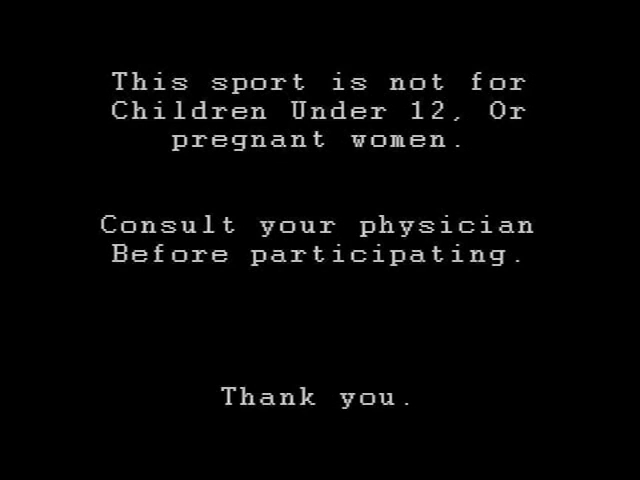 This sport is not for
Children Under 12, Or
pregnant women.
Consult your physician
Before participating.
Thank you.